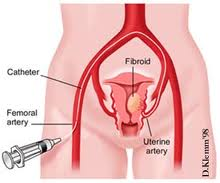 Fibroid
Catheter
Femoral
artery
Uterine
artery
D.Klemm'98